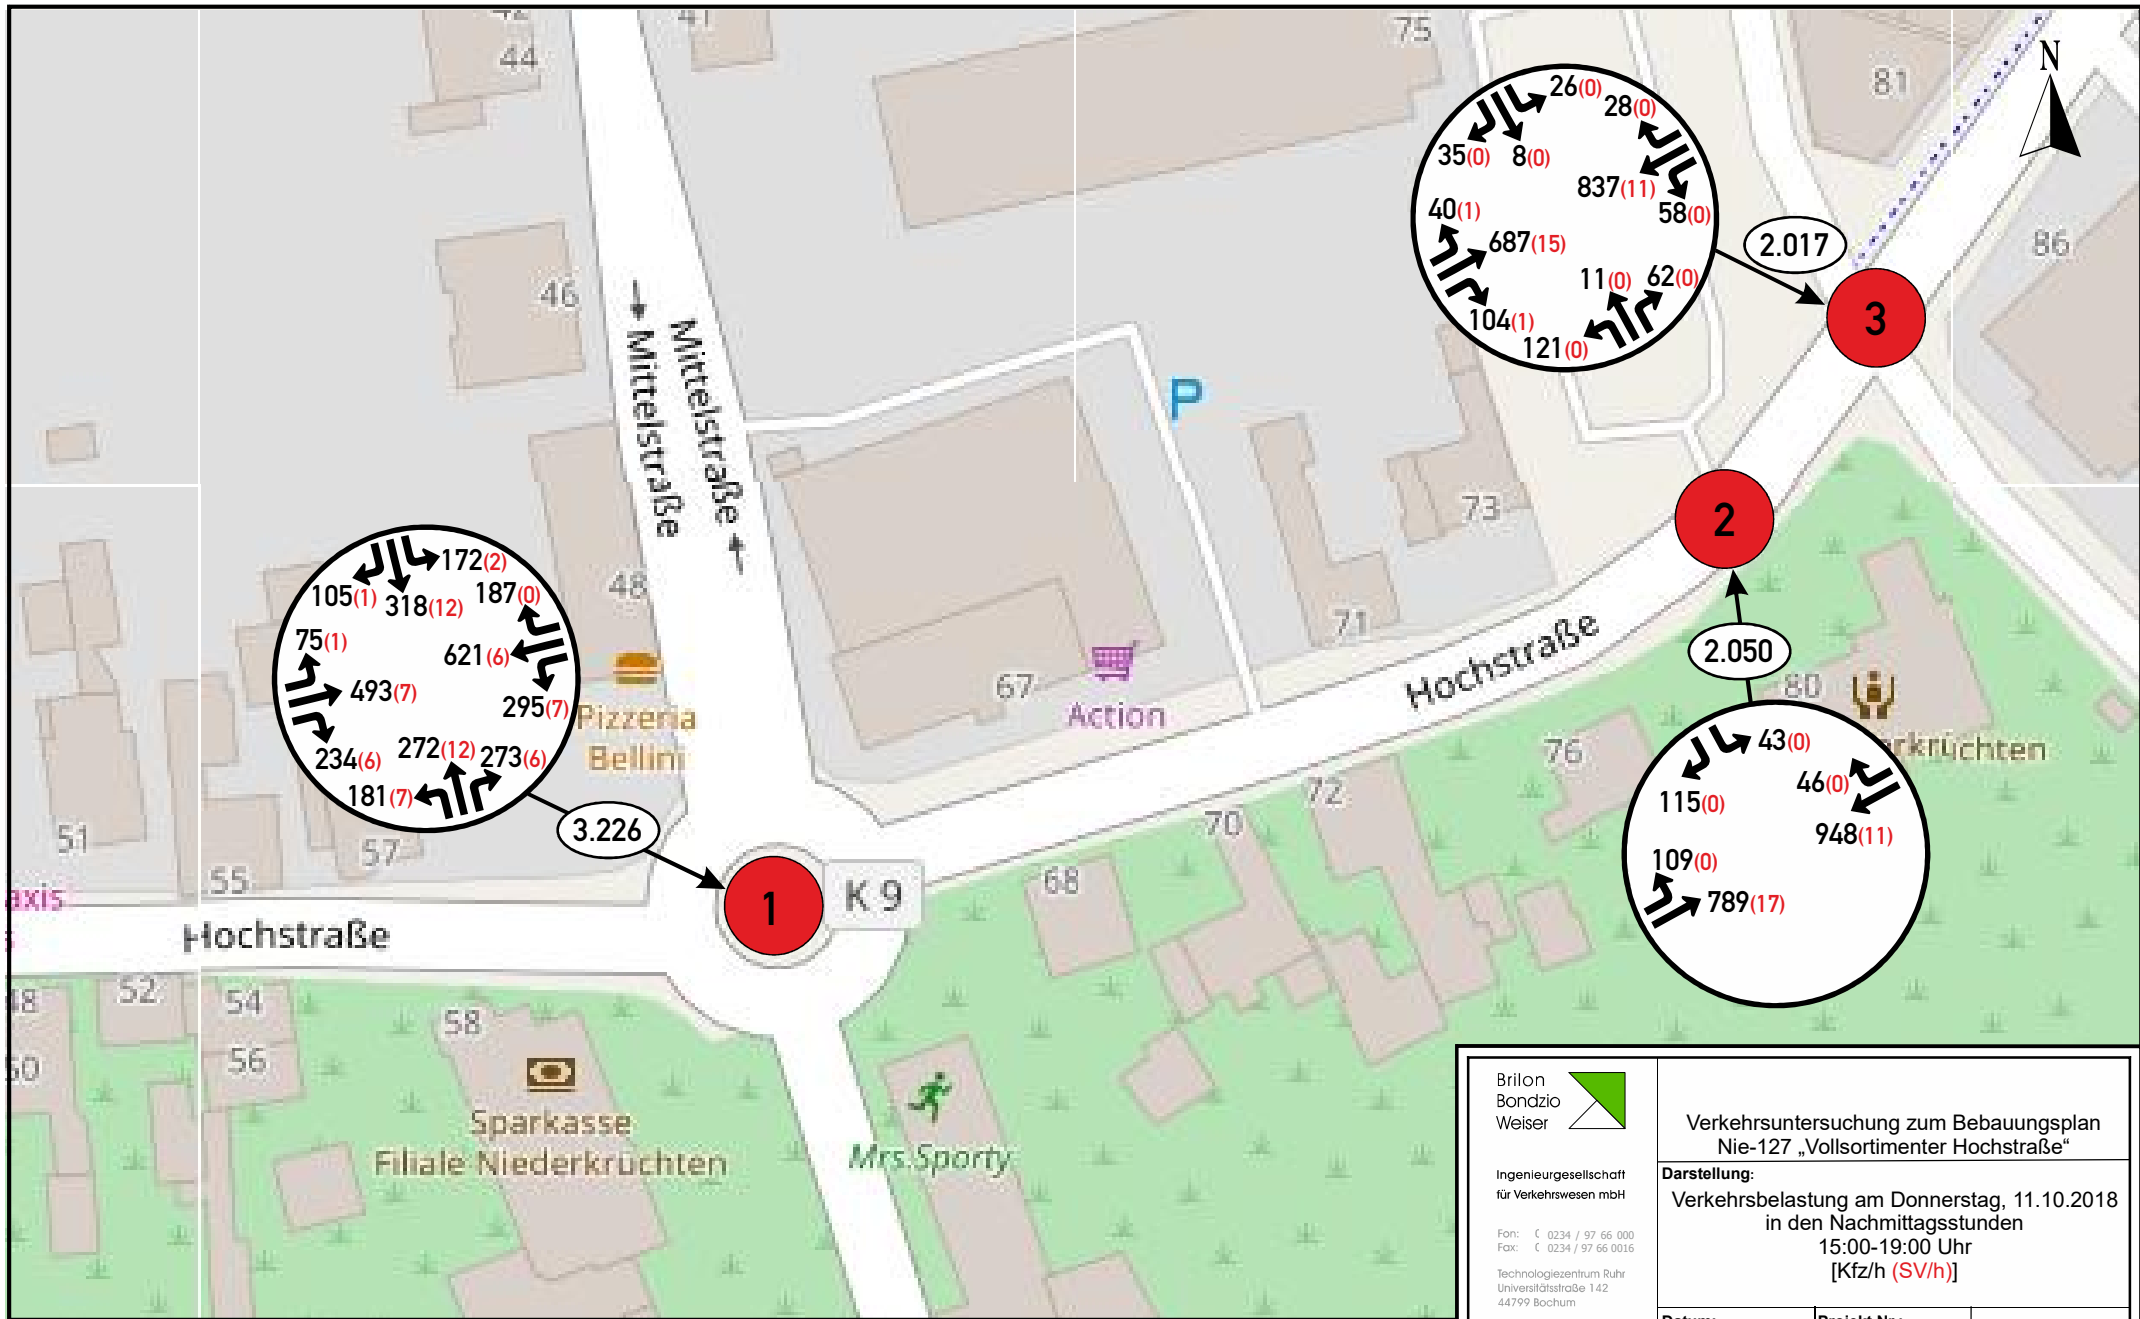 42
44
41
75
81
N
86
46
Mittelstraße
Mittelstraße
P
26(0)
28(0)
35(0)
8(0)
837(11)
58(0)
40(1)
687(15)
11(0)
62(0)
104(1)
121(0)
2.017
3
2
73
71
48
172(2)
187(0)
105(1)
318(12)
75(1)
621(6)
493(7)
295(7)
234(6)
272(12)
273(6)
181(7)
3.226
1
K 9
Pizzeria
Bellini
67
Action
Hochstraße
2.050
80
43(0)
46(0)
115(0)
948(11)
109(0)
789(17)
76
72
70
68
51
55
57
Hochstraße
52
54
56
58
Sparkasse
Filiale Niederkrüchten
Mrs.Sporty
Brilon
Bondzio
Weiser
Ingenieurgesellschaft
für Verkehrswesen mbH
Fon: ( 0234 / 97 66 000
Fax: ( 0234 / 97 66 0016
Technologiezentrum Ruhr
Universitätsstraße 142
44799 Bochum
Verkehrsuntersuchung zum Bebauungsplan
Nie-127 „Vollsortimenter Hochstraße“
Darstellung:
Verkehrsbelastung am Donnerstag, 11.10.2018
in den Nachmittagsstunden
15:00-19:00 Uhr
[Kfz/h (SV/h)]